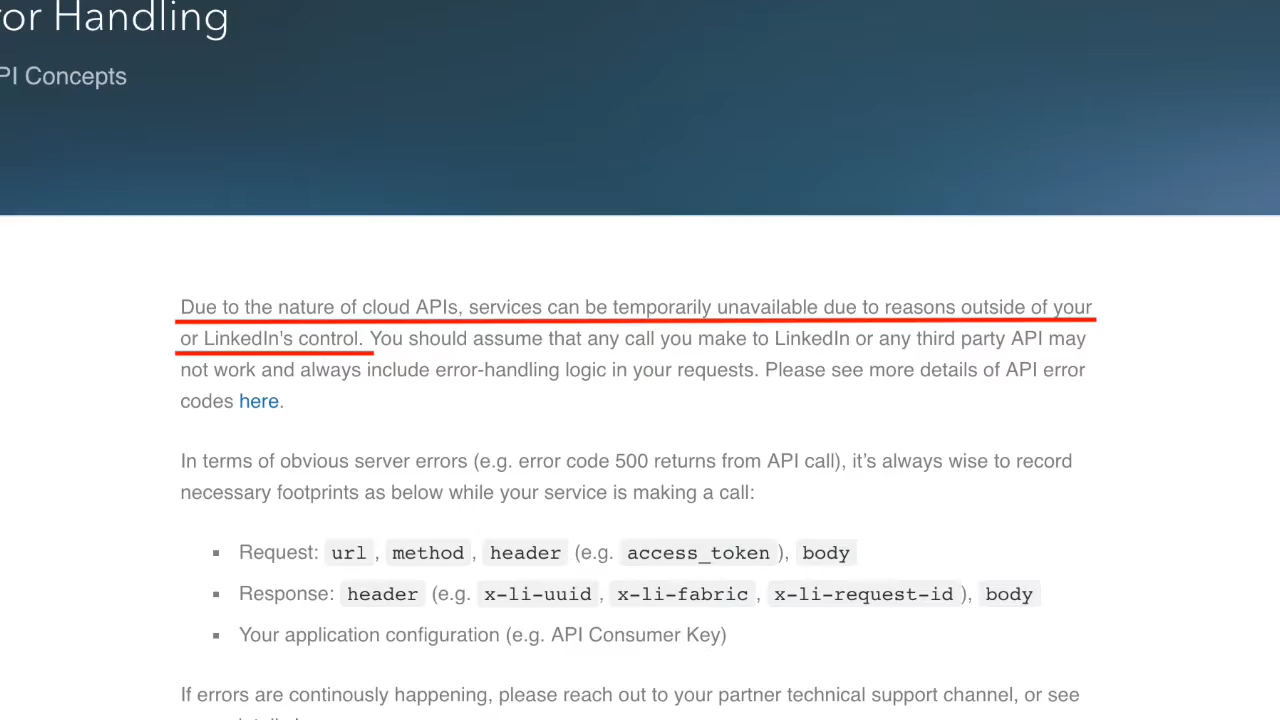 ror Handling
PI Concepts
Due to the nature of cloud APIs, services can be temporarily unavailable due to reasons outside of your
or LinkedIn's control. You should assume that any call you make to LinkedIn or any third party API may
not work and always include error-handling logic in your requests. Please see more details of API error
codes here.
In terms of obvious server errors (e.g. error code 500 returns from API call), it’s always wise to record
necessary footprints as below while your service is making a call:
▪ Request: url, method, header (e.g. access_token), body
▪ Response: header (e.g. x-li-uuid, x-li-fabric, x-li-request-id), body
▪ Your application configuration (e.g. API Consumer Key)
If errors are continously happening, please reach out to your partner technical support channel, or see